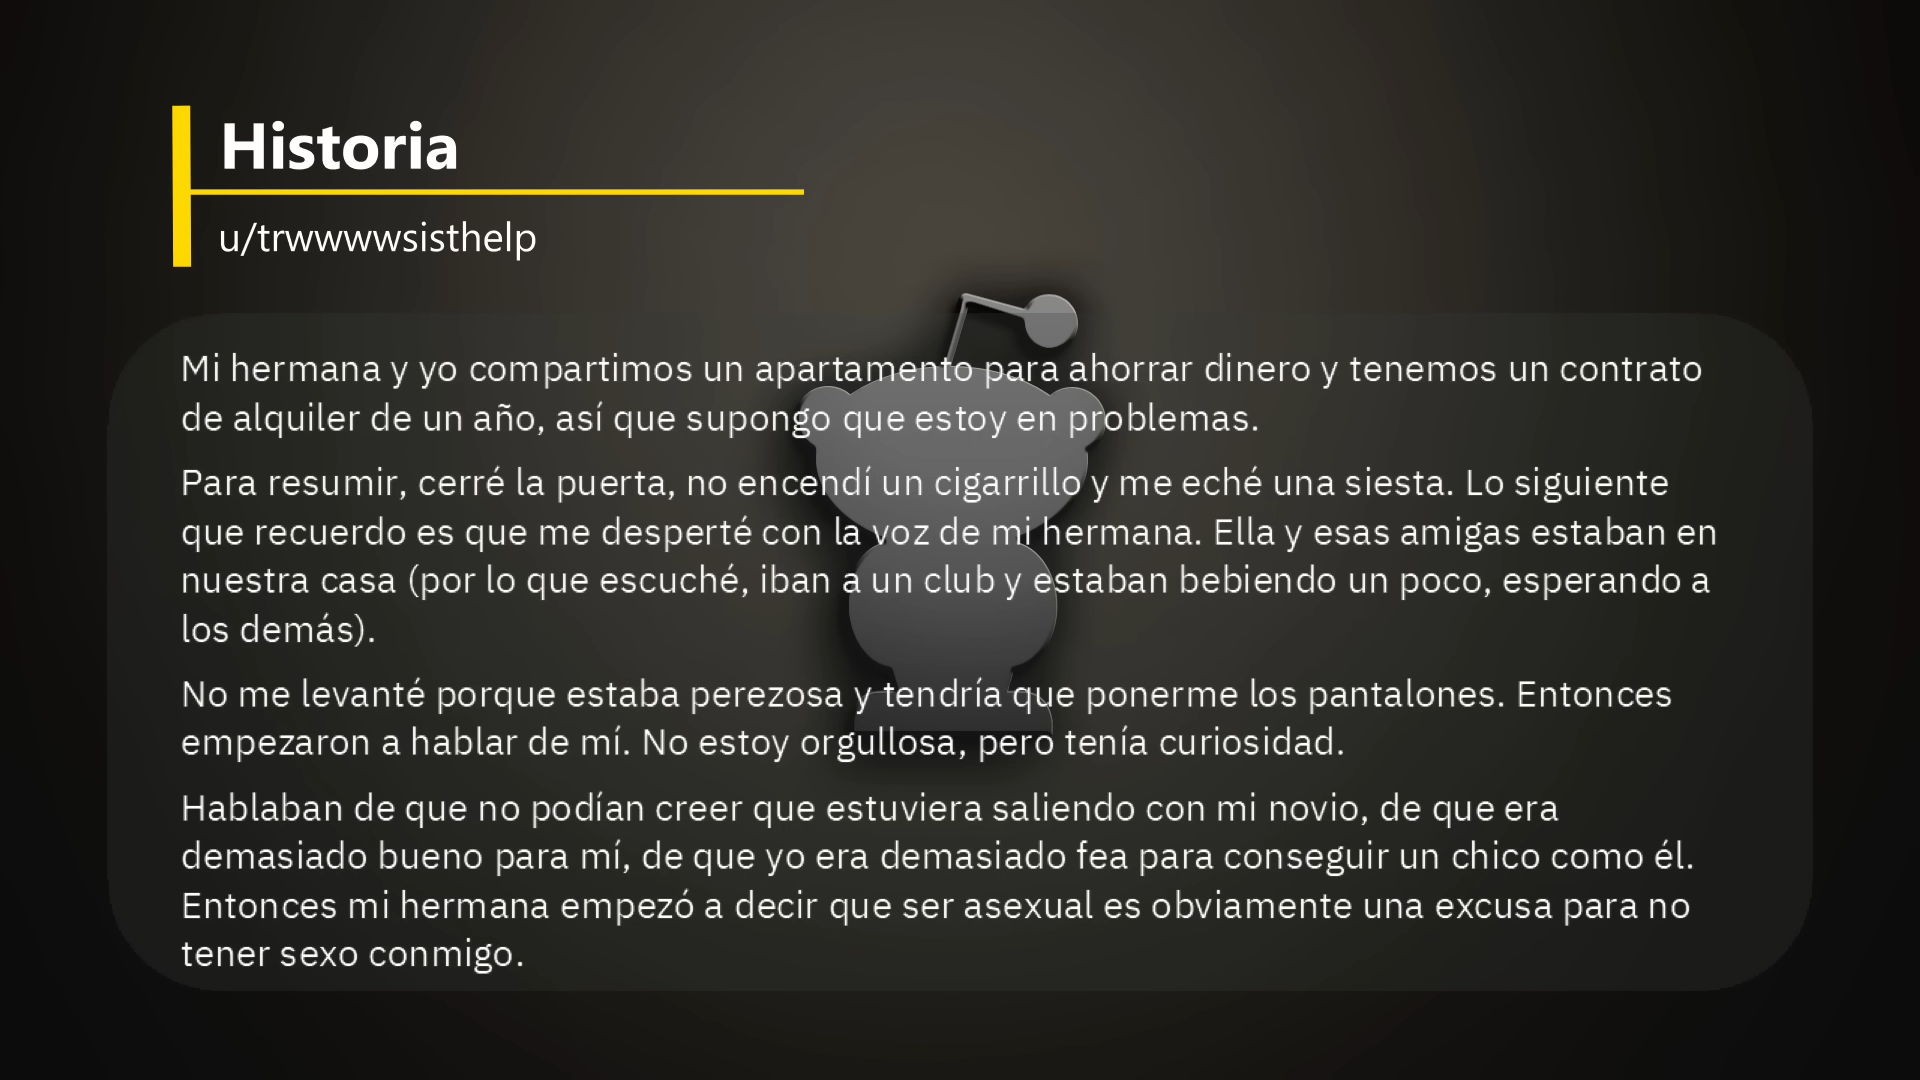 Historia
u/trwwwwsisthelp
Mi hermana y yo compartimos un apartamento para ahorrar dinero y tenemos un contrato
de alquiler de un año, así que supongo que estoy en problemas.
Para resumir, cerré la puerta, no encendí un cigarrillo y me eché una siesta. Lo siguiente
que recuerdo es que me desperté con la voz de mi hermana. Ella y esas amigas estaban en
nuestra casa (por lo que escuché, iban a un club y estaban bebiendo un poco, esperando a
los demás).
No me levanté porque estaba perezosa y tendría que ponerme los pantalones. Entonces
empezaron a hablar de mí. No estoy orgullosa, pero tenía curiosidad.
Hablaban de que no podían creer que estuviera saliendo con mi novio, de que era
demasiado bueno para mí, de que yo era demasiado fea para conseguir un chico como él.
Entonces mi hermana empezó a decir que ser asexual es obviamente una excusa para no
tener sexo conmigo.